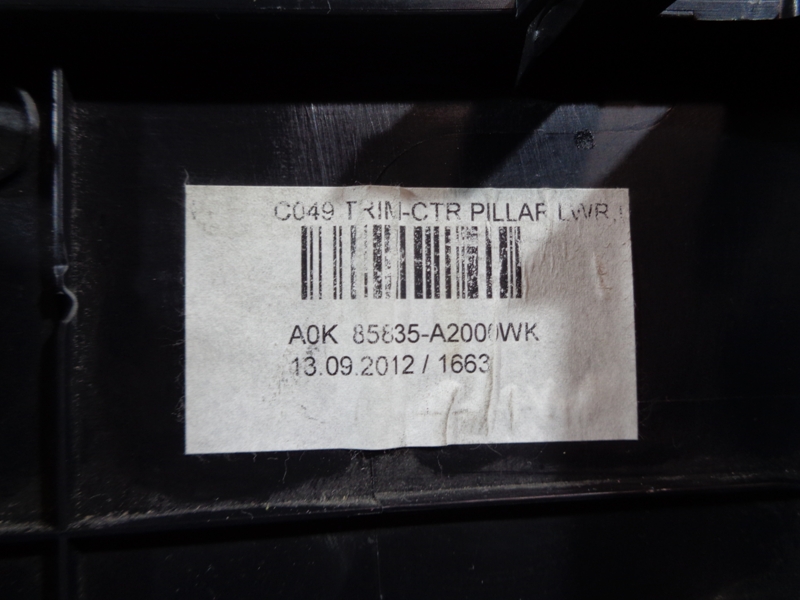 C049 TRIM-CTR PILLAR LWR,
A0K 85835-A2000WK
13.09.2012 / 1663